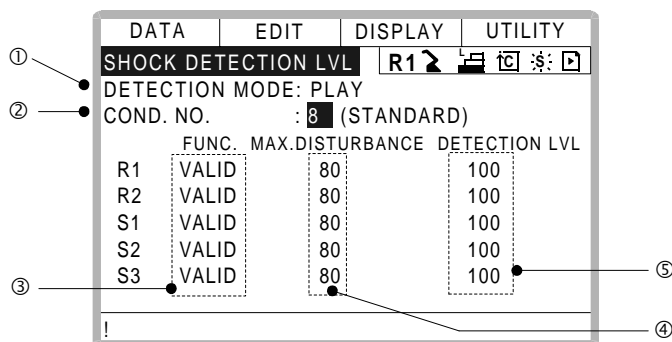 DATA EDIT DISPLAY UTILITY
SHOCK DETECTION LVL R1 L C S
① DETECTION MODE: PLAY
② COND. NO. : 8 (STANDARD)
FUNC. MAX.DISTURBANCE DETECTION LVL
R1 VALID 80 100
R2 VALID 80 100
S1 VALID 80 100
S2 VALID 80 100
S3 VALID 80 100
③ ④ ⑤
!